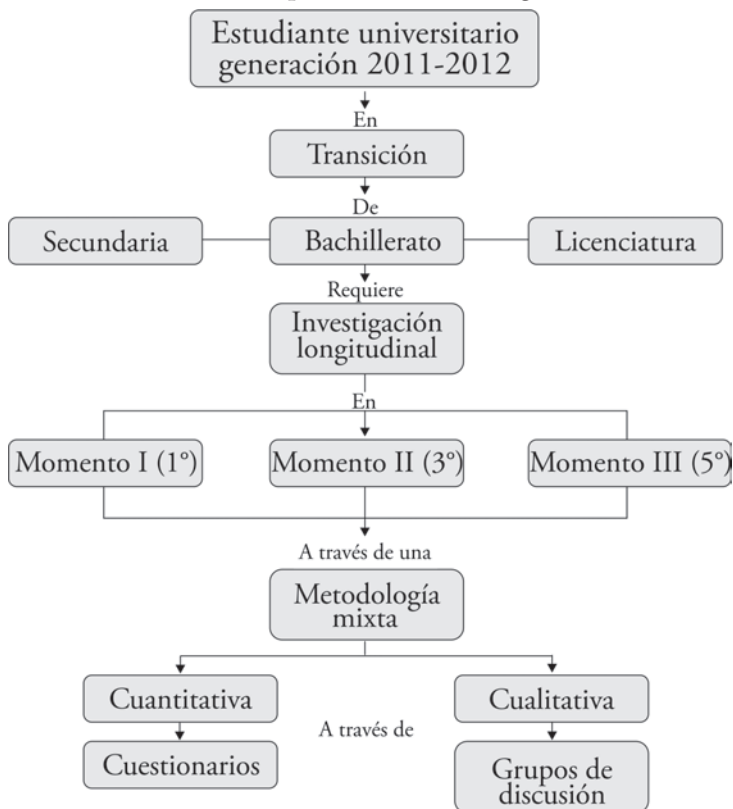 Estudiante universitario
generación 2011-2012
En
Transición
De
Secundaria
Bachillerato
Licenciatura
Requiere
Investigación
longitudinal
En
Momento I (1°)
Momento II (3°)
Momento III (5°)
A través de una
Metodología
mixta
Cuantitativa
Cualitativa
A través de
Cuestionarios
Grupos de
discusión